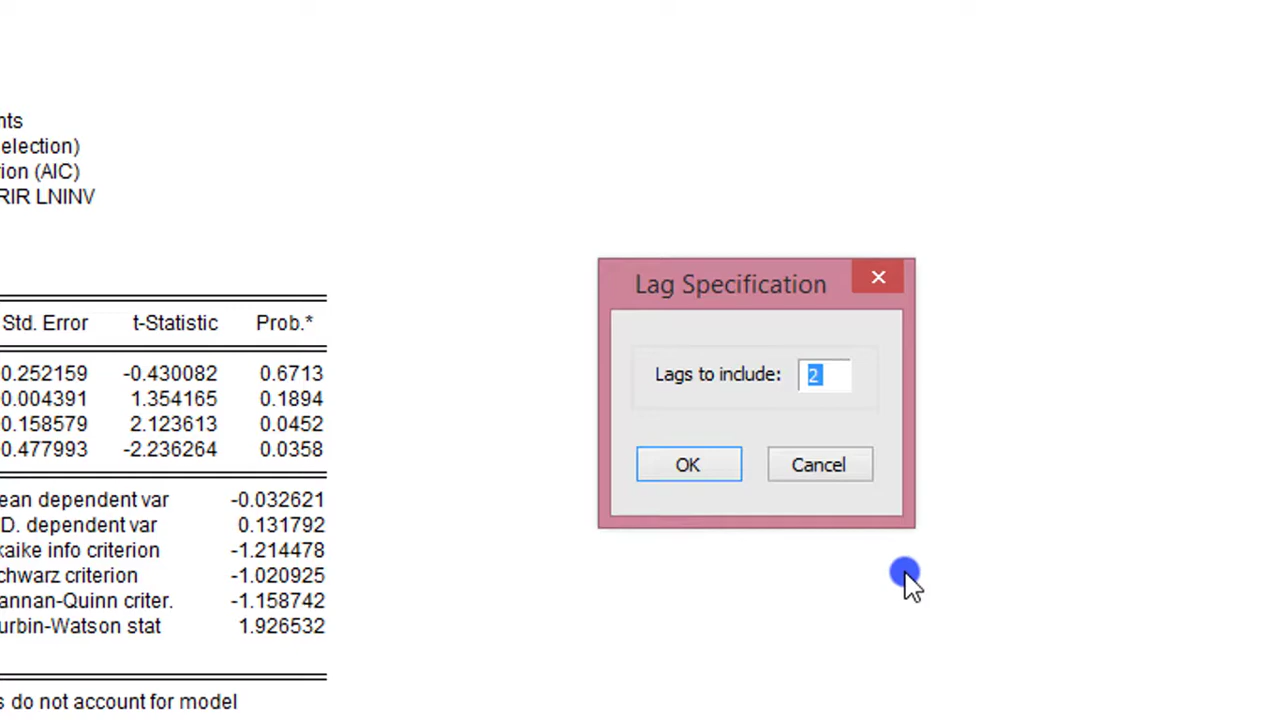 nts
election)
rion (AIC)
RIR LNINV
Std. Error t-Statistic Prob.*
0.252159 -0.430082 0.6713
0.004391 1.354165 0.1894
0.158579 2.123613 0.0452
0.477993 -2.236264 0.0358
ean dependent var -0.032621
D. dependent var 0.131792
kaike info criterion -1.214478
chwarz criterion -1.020925
annan-Quinn criter. -1.158742
urbin-Watson stat 1.926532
s do not account for model
Lag Specification
Lags to include: 2
OK Cancel